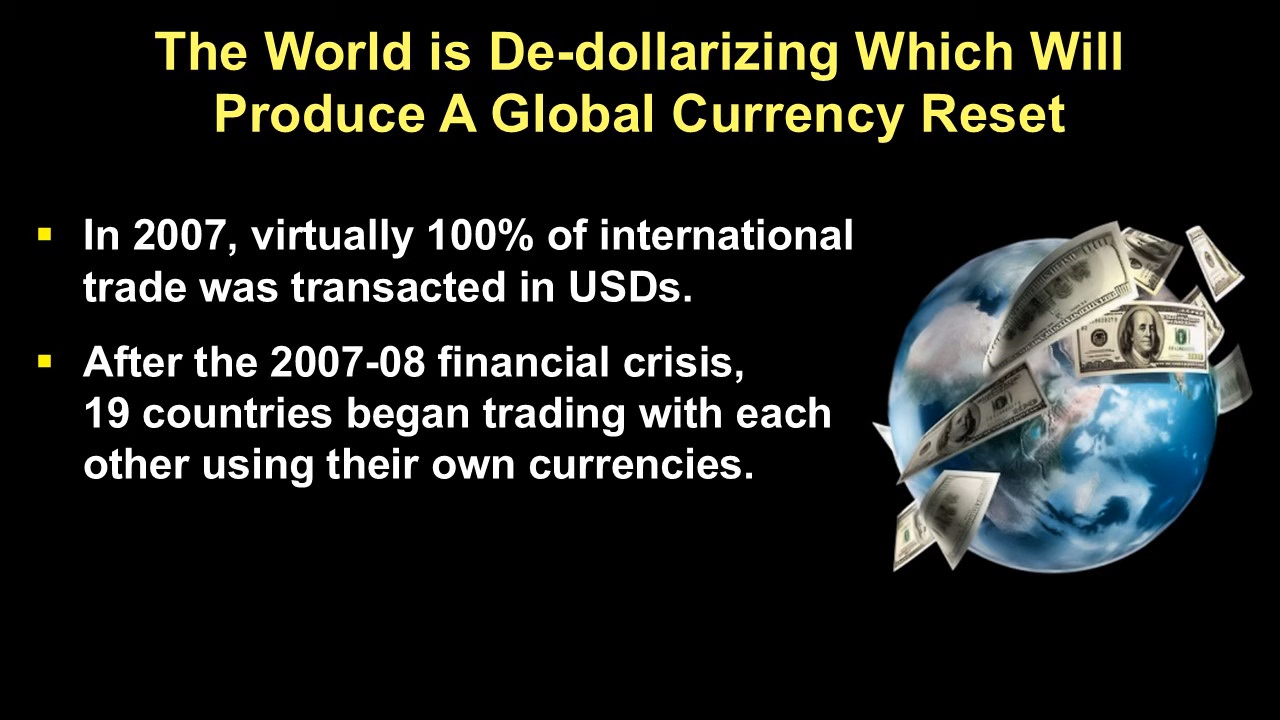 The World is De-dollarizing Which Will
Produce A Global Currency Reset
▪ In 2007, virtually 100% of international
trade was transacted in USDs.
▪ After the 2007-08 financial crisis,
19 countries began trading with each
other using their own currencies.